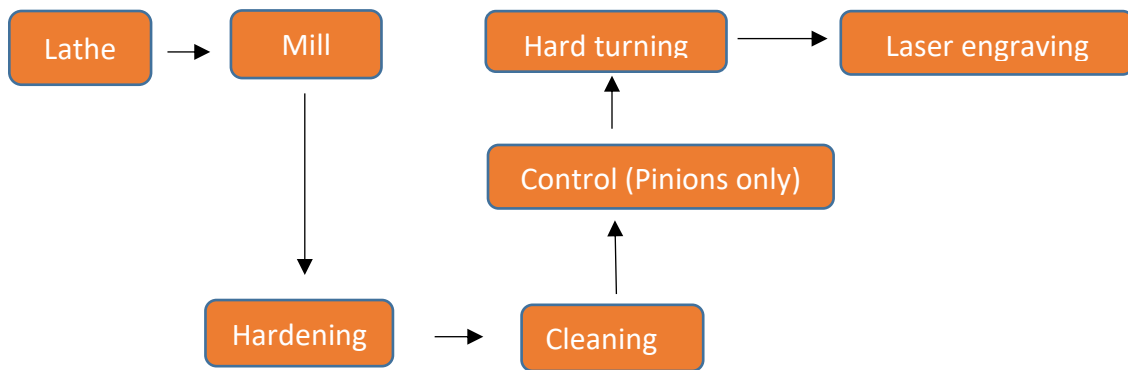 Lathe
Mill
Hardening
Cleaning
Control (Pinions only)
Hard turning
Laser engraving